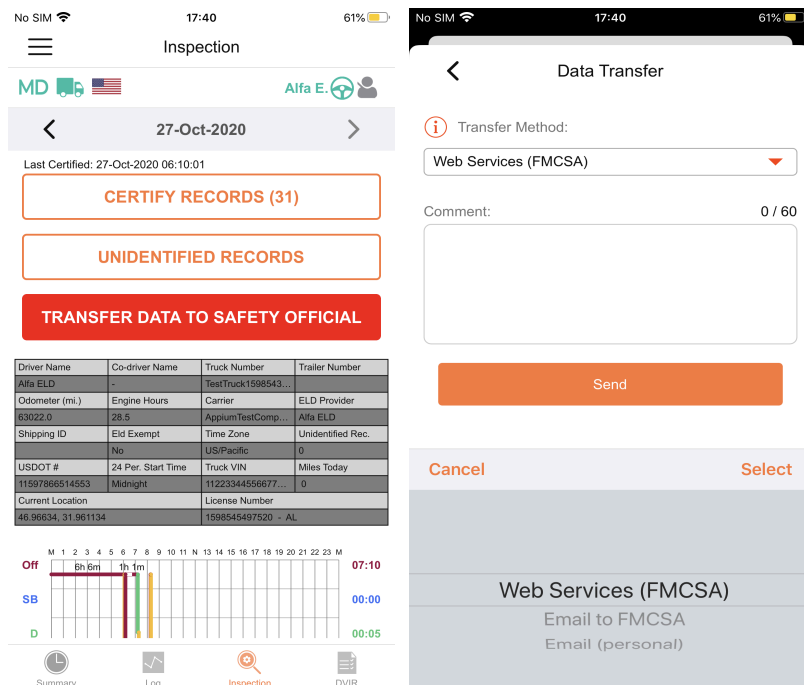 No SIM 17:40 61%
Inspection
MD Alfa E.
27-Oct-2020
Last Certified: 27-Oct-2020 06:10:01
CERTIFY RECORDS (31)
UNIDENTIFIED RECORDS
TRANSFER DATA TO SAFETY OFFICIAL
Driver Name Co-driver Name Truck Number Trailer Number
Alfa ELD - TestTruck1598543...
Odometer (mi.) Engine Hours Carrier ELD Provider
63022.0 28.5 AppiumTestComp... Alfa ELD
Shipping ID Eld Exempt Time Zone Unidentified Rec.
No US/Pacific 0
USDOT # 24 Per. Start Time Truck VIN Miles Today
11597866514553 Midnight 11223344556677... 0
Current Location License Number
46.96634, 31.961134 1598545497520 - AL
M 1 2 3 4 5 6 7 8 9 10 11 N 13 14 15 16 17 18 19 20 21 22 23 M
Off 6h 6m 1h 1m 07:10
SB 00:00
D 00:05
Summary Log Inspection DVIR
No SIM 17:40 61%
Data Transfer
i Transfer Method:
Web Services (FMCSA)
Comment: 0 / 60
Send
Cancel Select
Web Services (FMCSA)
Email to FMCSA
Email (personal)